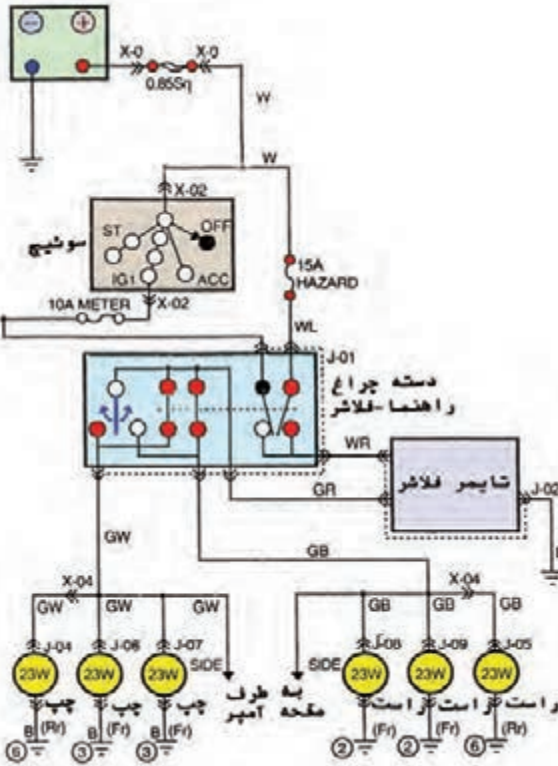 − +
X-0 X-0
0.85Sq
W
W
X-02
ST OFF
سوئیچ
IG1 ACC
15A
HAZARD
10A METER X-02
WL
J-01
دسته چراغ
راهنما-فلاشر
WR
تایمر فلاشر
GR
J-02
GW
GB
X-04 X-04
GW GW GW GB GB GB
J-04 J-06 J-07 SIDE SIDE J-08 J-09 J-05
23W 23W 23W 23W 23W 23W
به طرف
صفحه آمپر
چپ چپ چپ راست راست راست
B (Rr) B (Fr) B (Fr) (Fr) (Fr) (Rr)
6 3 3 2 2 6